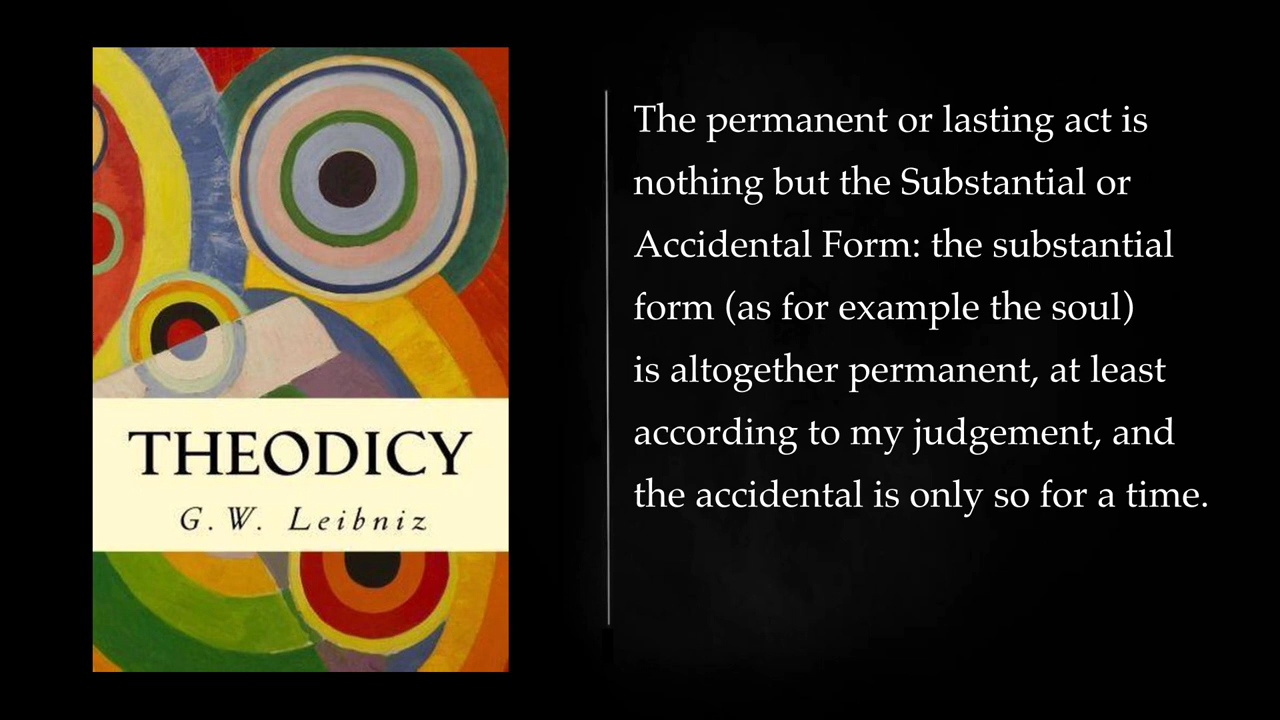 THEODICY
G. W. Leibniz
The permanent or lasting act is
nothing but the Substantial or
Accidental Form: the substantial
form (as for example the soul)
is altogether permanent, at least
according to my judgement, and
the accidental is only so for a time.